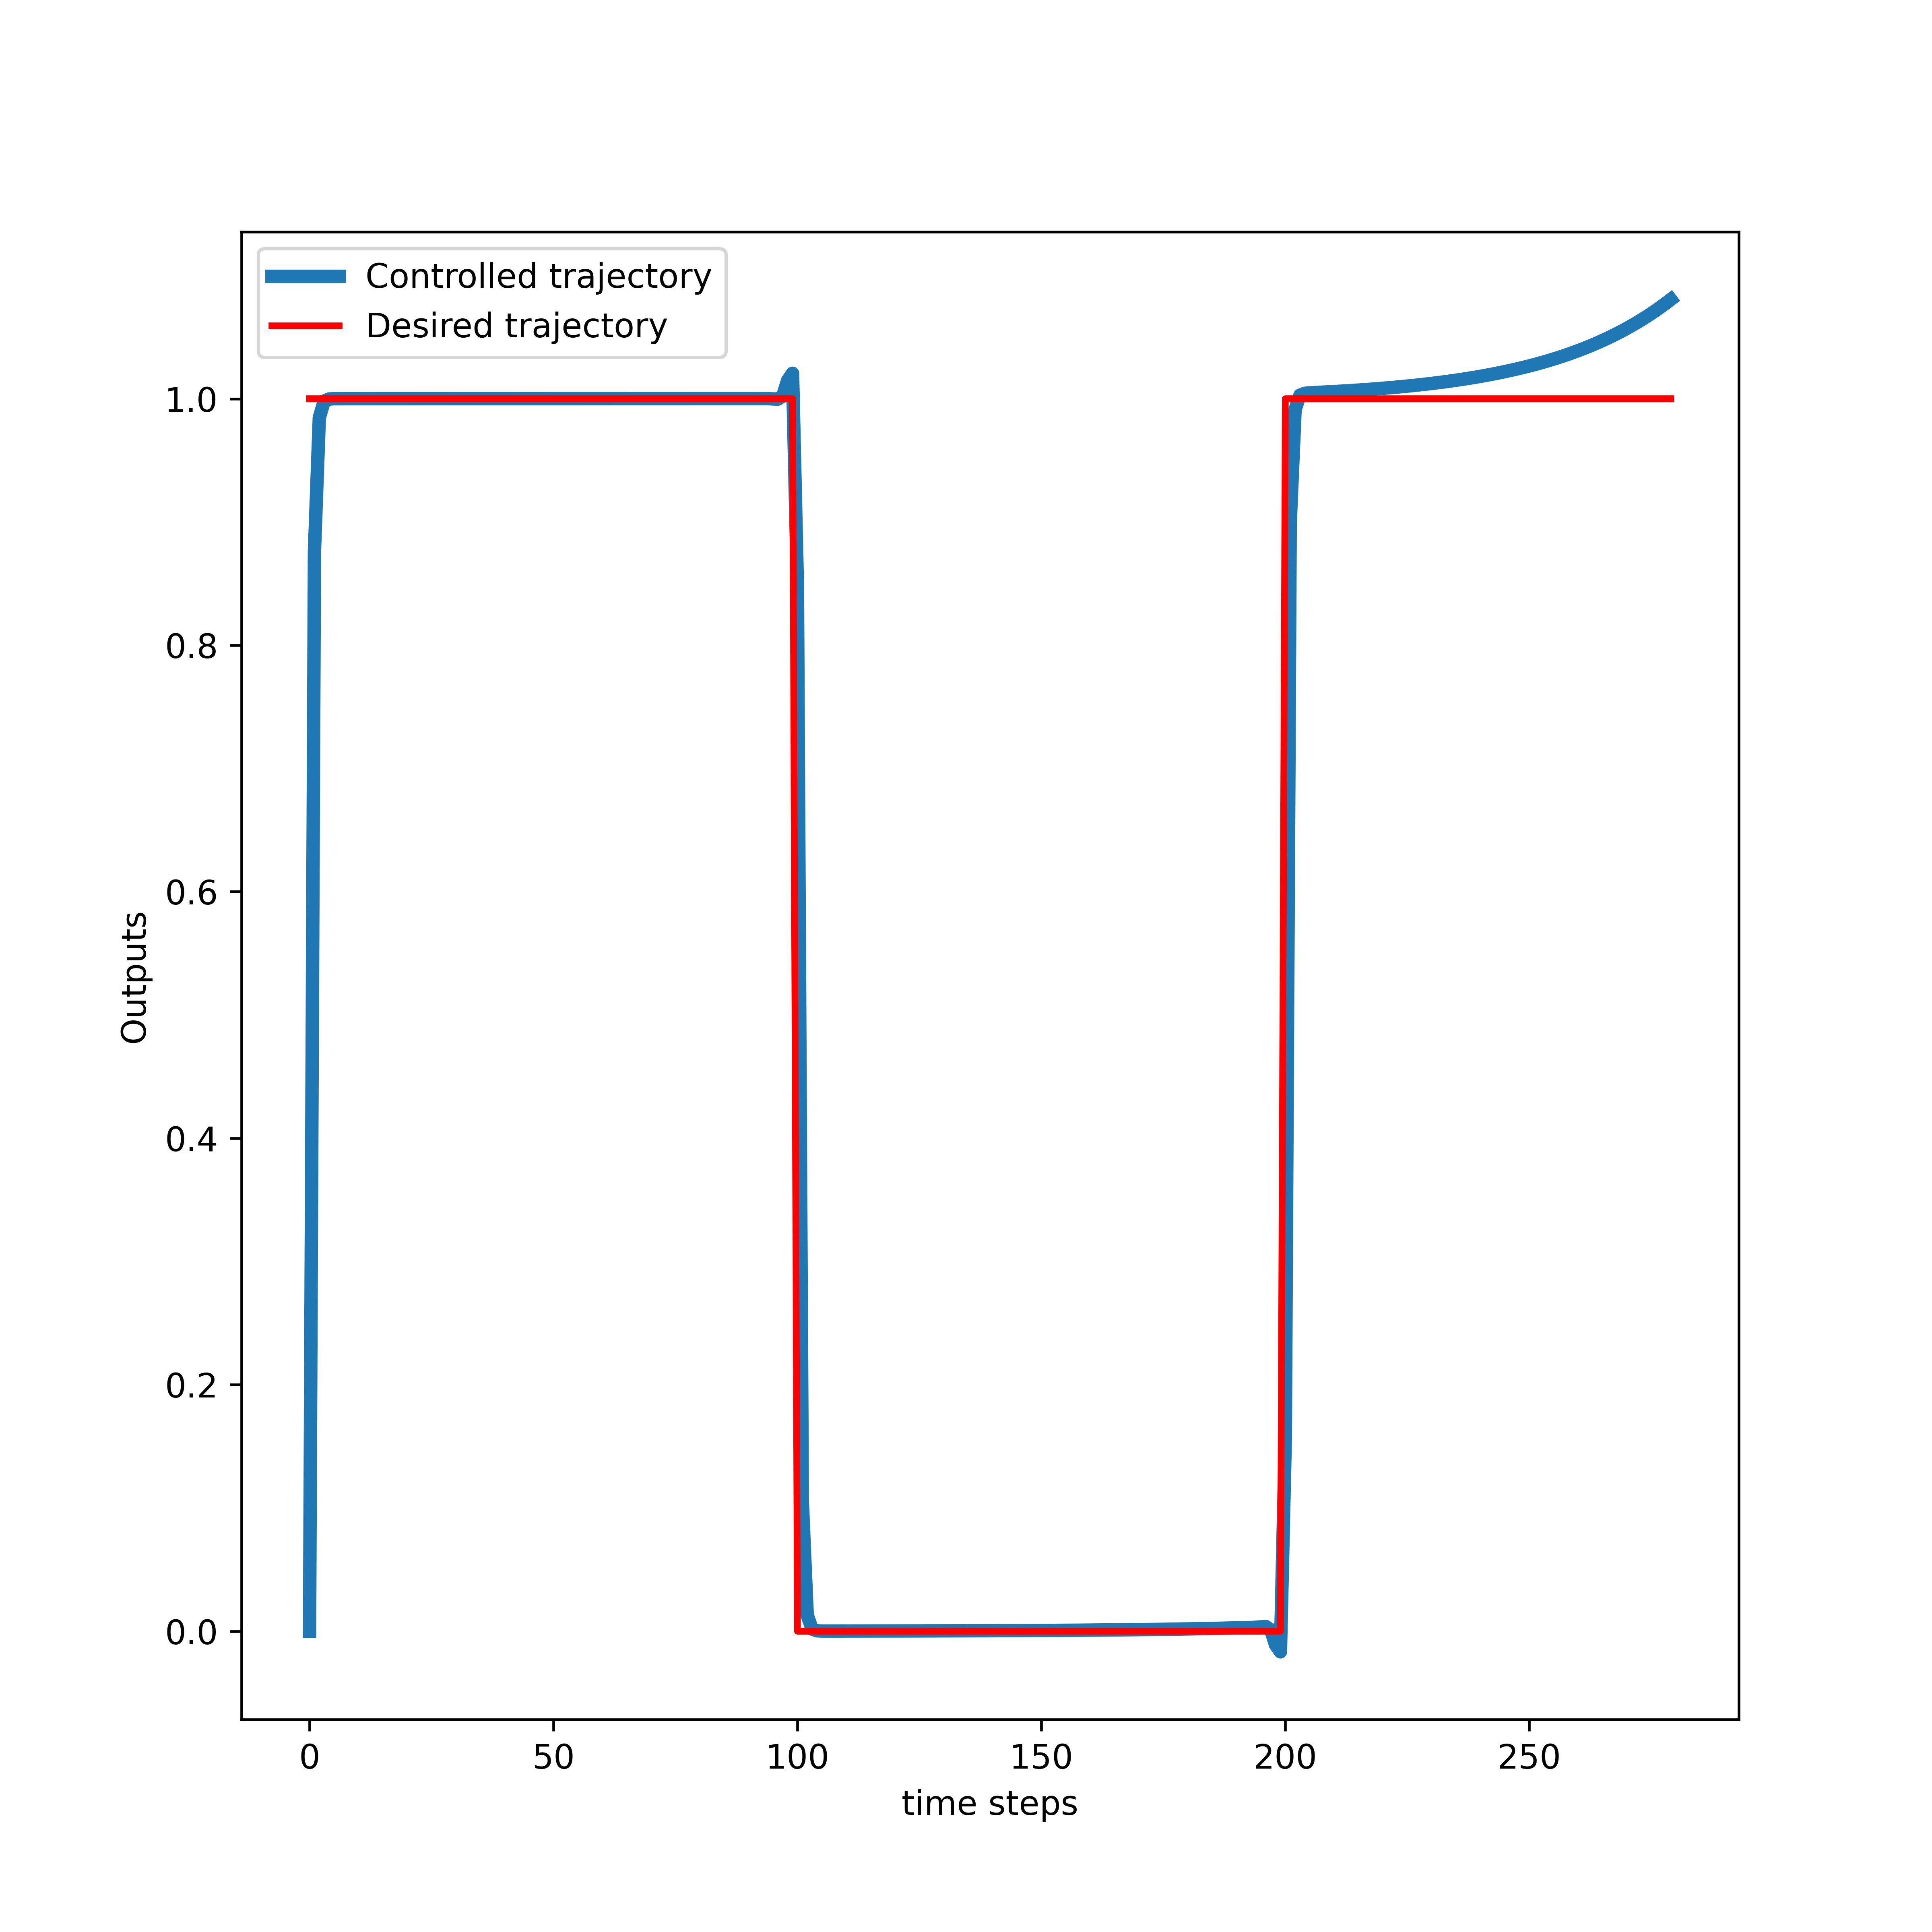 Controlled trajectory
Desired trajectory
1.0
0.8
0.6
0.4
0.2
0.0
Outputs
0 50 100 150 200 250
time steps